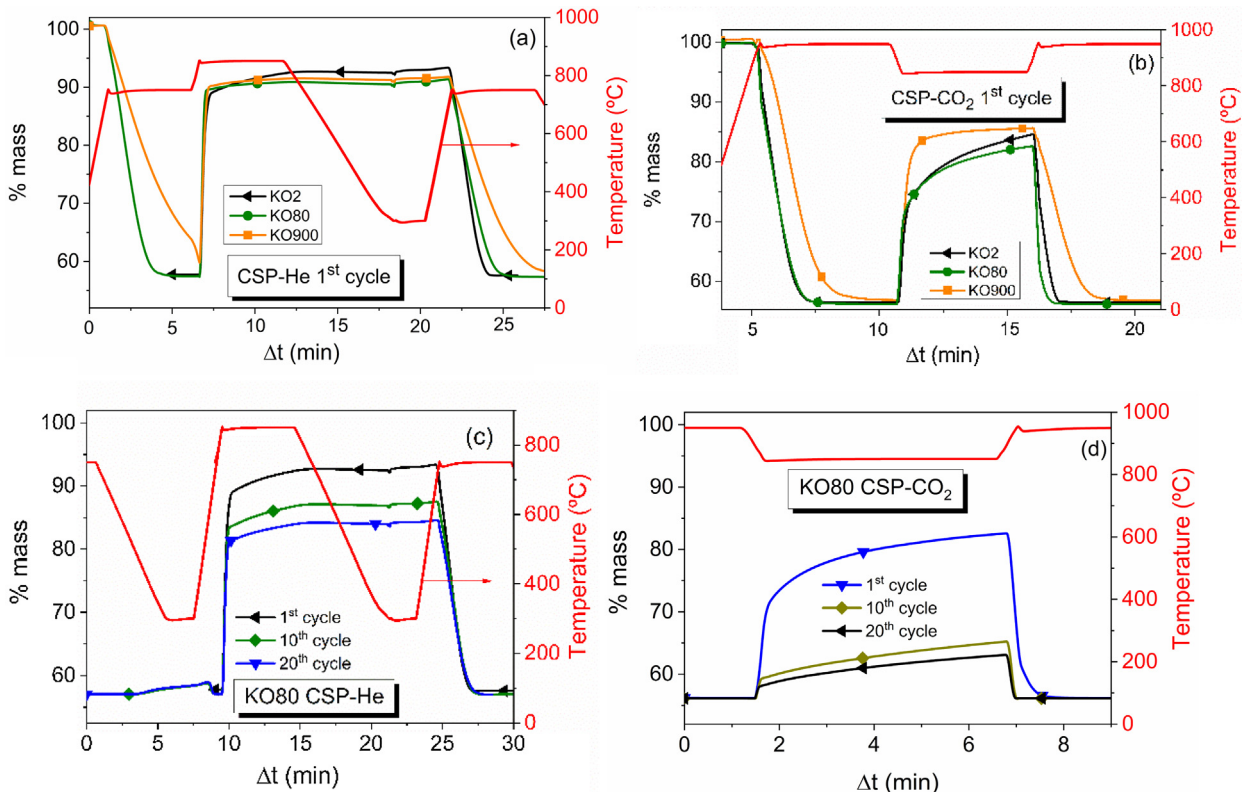 (a)
% mass
100
90
80
70
60
1000
800
600
400
200
0
Temperature (ºC)
KO2
KO80
KO900
CSP-He 1st cycle
0 5 10 15 20 25
Δt (min)
(b)
% mass
100
90
80
70
60
1000
800
600
400
200
0
Temperature (ºC)
CSP-CO2 1st cycle
KO2
KO80
KO900
5 10 15 20
Δt (min)
(c)
% mass
100
90
80
70
60
800
600
400
200
0
Temperature (ºC)
1st cycle
10th cycle
20th cycle
KO80 CSP-He
0 5 10 15 20 25 30
Δt (min)
(d)
% mass
100
90
80
70
60
1000
800
600
400
200
0
Temperature (ºC)
KO80 CSP-CO2
1st cycle
10th cycle
20th cycle
0 2 4 6 8
Δt (min)